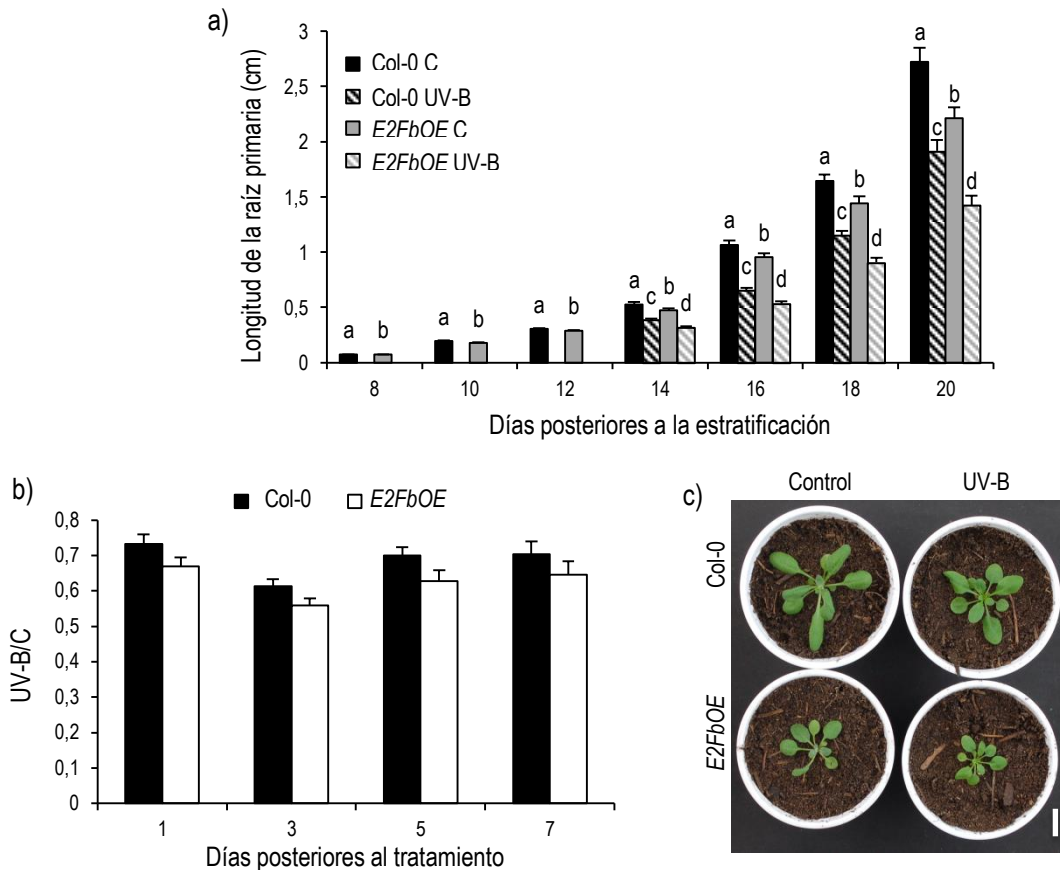 a)
Longitud de la raíz primaria (cm)
3
2,5
2
1,5
1
0,5
0
Col-0 C
Col-0 UV-B
E2FbOE C
E2FbOE UV-B
a b
a b
a b
a c b d
a c b d
a c b d
a c b d
8 10 12 14 16 18 20
Días posteriores a la estratificación
b)
Col-0 E2FbOE
UV-B/C
0,8
0,7
0,6
0,5
0,4
0,3
0,2
0,1
0
1 3 5 7
Días posteriores al tratamiento
c)
Control UV-B
Col-0
E2FbOE